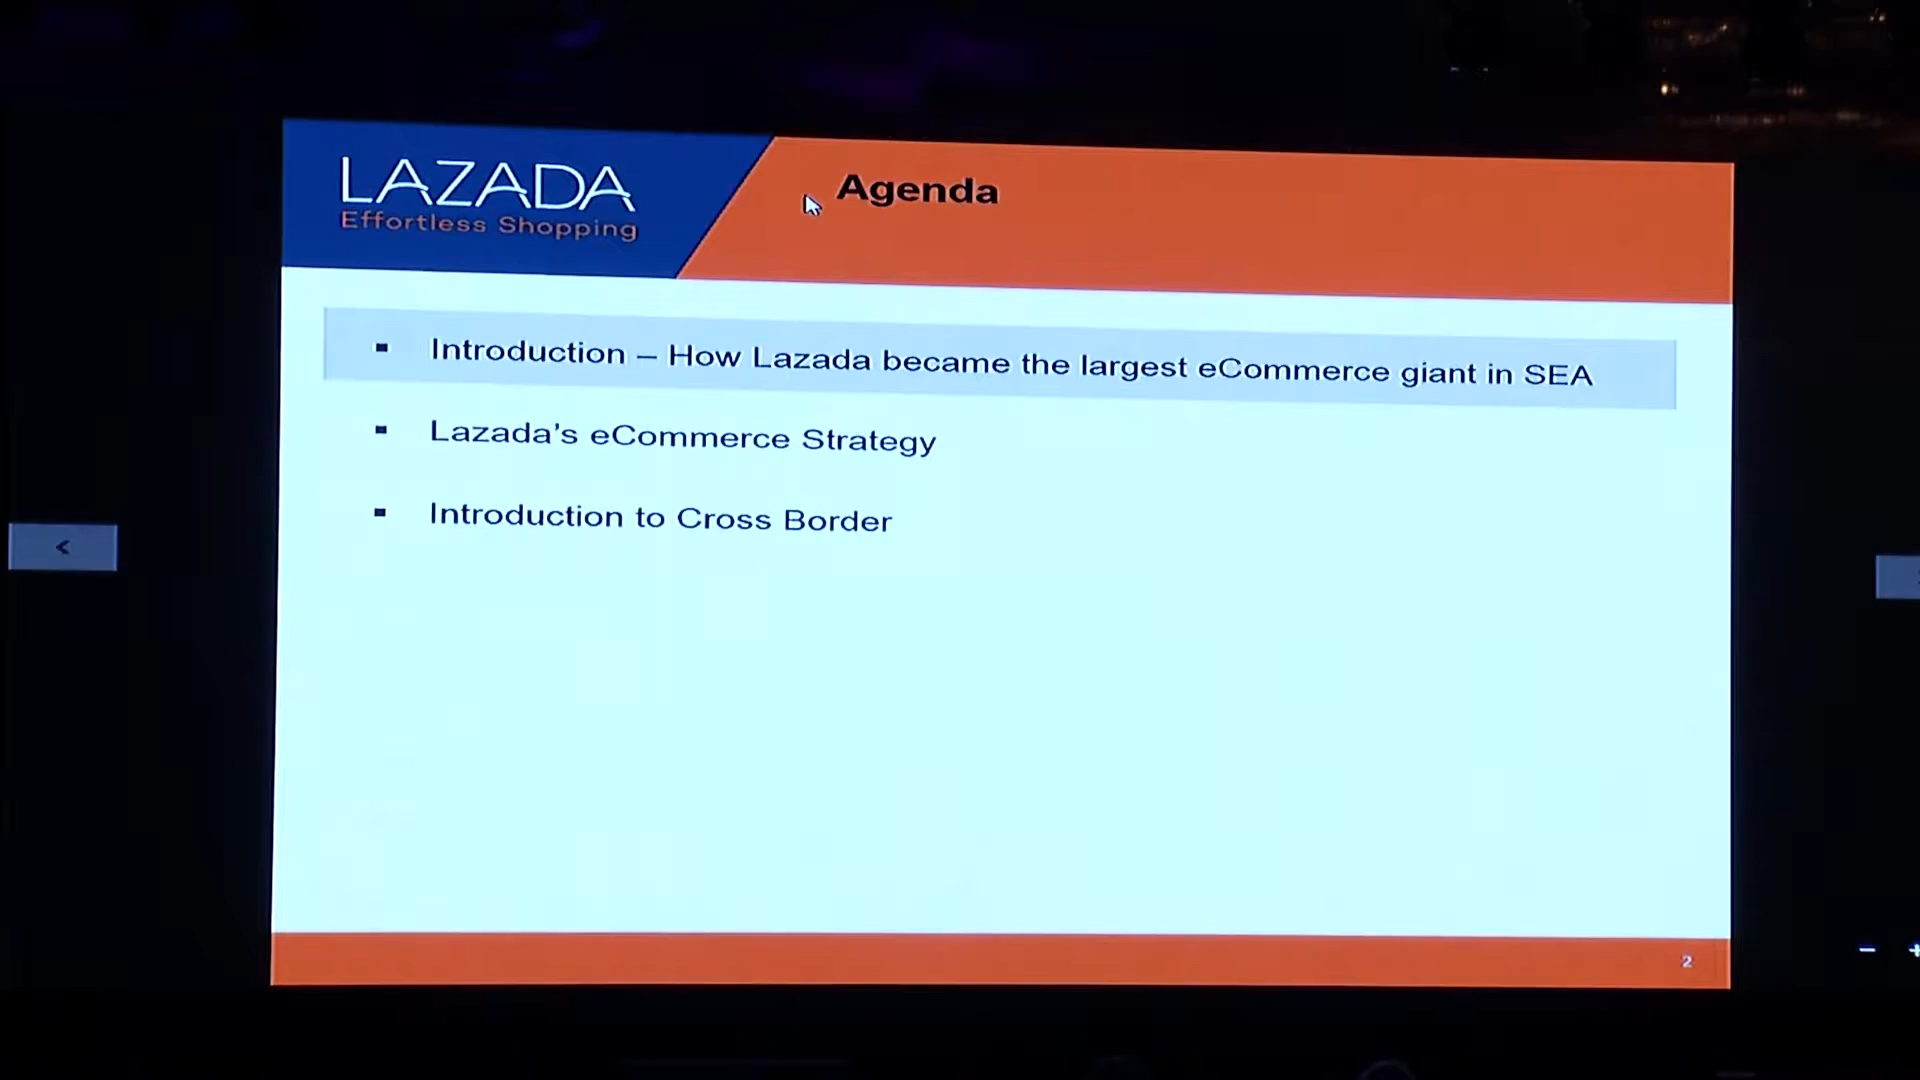 LAZADA
Effortless Shopping
Agenda
▪ Introduction – How Lazada became the largest eCommerce giant in SEA
▪ Lazada's eCommerce Strategy
▪ Introduction to Cross Border
2